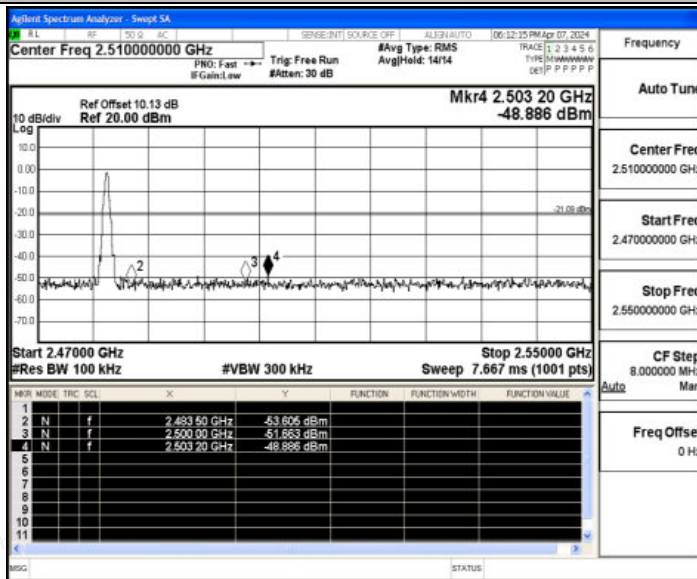 Agilent Spectrum Analyzer - Swept SA
RL RF 50 Ω AC SENSE:INT SOURCE OFF ALIGN AUTO 06:12:15 PM Apr 07, 2024
Center Freq 2.510000000 GHz
PNO: Fast
IFGain:Low
Trig: Free Run
#Atten: 30 dB
#Avg Type: RMS
Avg|Hold: 14/14
TRACE 1 2 3 4 5 6
TYPE M WWWWW
DET P P P P P P
Frequency
Auto Tune
Center Freq
2.510000000 GHz
Start Freq
2.470000000 GHz
Stop Freq
2.550000000 GHz
CF Step
8.000000 MHz
Auto Man
Freq Offset
0 Hz
Mkr4 2.503 20 GHz
-48.886 dBm
Ref Offset 10.13 dB
10 dB/div Ref 20.00 dBm
Log
10.0
0.00
-10.0
-20.0
-21.09 dBm
-30.0
-40.0
-50.0
-60.0
-70.0
2
3
4
Start 2.47000 GHz Stop 2.55000 GHz
#Res BW 100 kHz #VBW 300 kHz Sweep 7.667 ms (1001 pts)
MKR MODE TRC SCL X Y FUNCTION FUNCTION WIDTH FUNCTION VALUE
1
2 N f 2.483 50 GHz -53.605 dBm
3 N f 2.500 00 GHz -51.663 dBm
4 N f 2.503 20 GHz -48.886 dBm
5
6
7
8
9
10
11
MSG STATUS